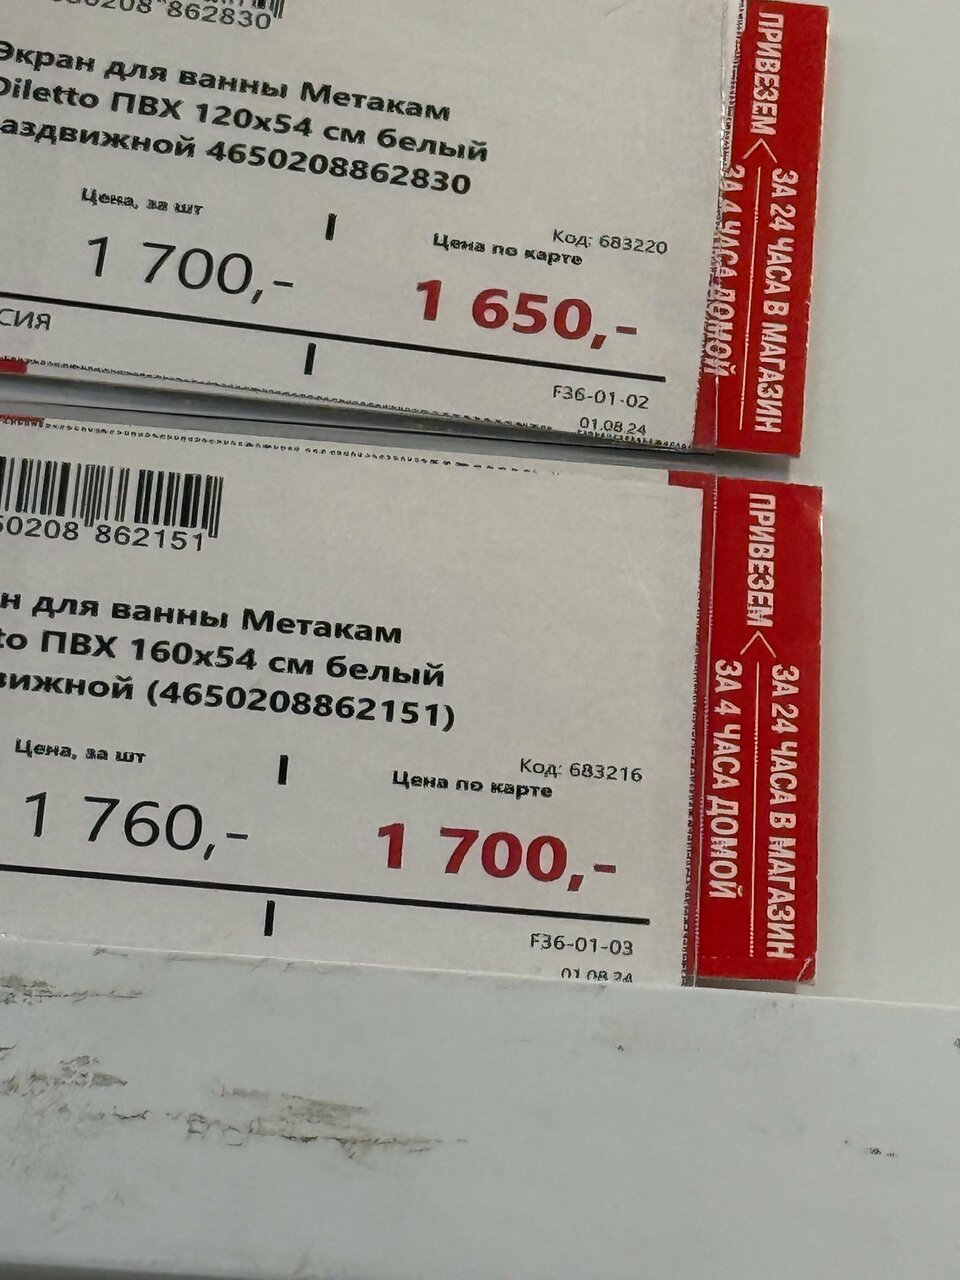 862830
Экран для ванны Метакам
Diletto ПВХ 120x54 см белый
аздвижной 4650208862830
Цена, за шт
Код: 683220
Цена по карте
1 700,-
1 650,-
СИЯ
F36-01-02
01.08.24
ПРИВЕЗЕМ
ЗА 24 ЧАСА В МАГАЗИН
ЗА 4 ЧАСА ДОМОЙ
50208 862151
н для ванны Метакам
to ПВХ 160x54 см белый
вижной (4650208862151)
Цена, за шт
Код: 683216
Цена по карте
1 760,-
1 700,-
F36-01-03
01.08.24
ПРИВЕЗЕМ
ЗА 24 ЧАСА В МАГАЗИН
ЗА 4 ЧАСА ДОМОЙ